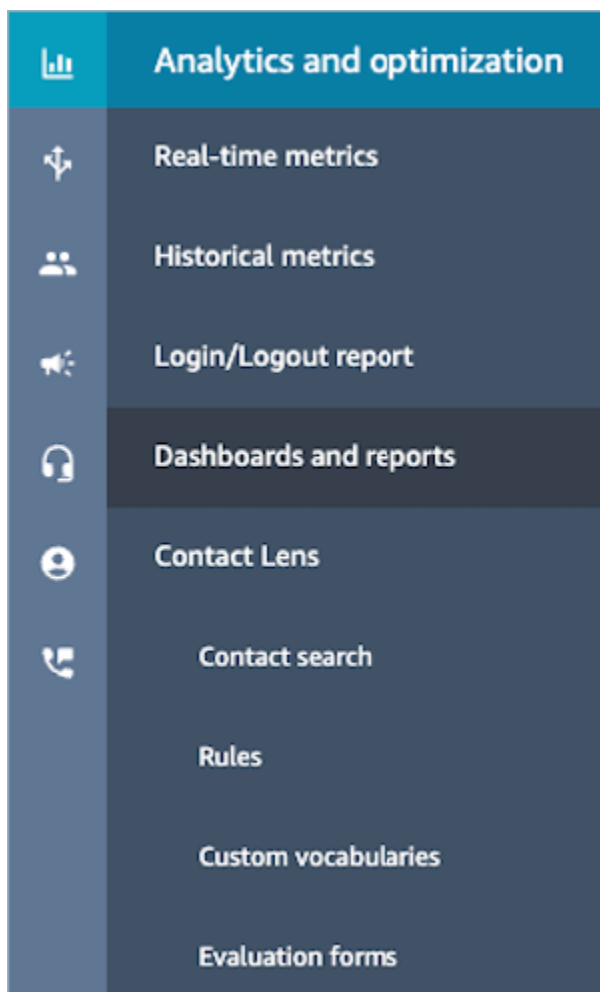 Analytics and optimization
Real-time metrics
Historical metrics
Login/Logout report
Dashboards and reports
Contact Lens
Contact search
Rules
Custom vocabularies
Evaluation forms